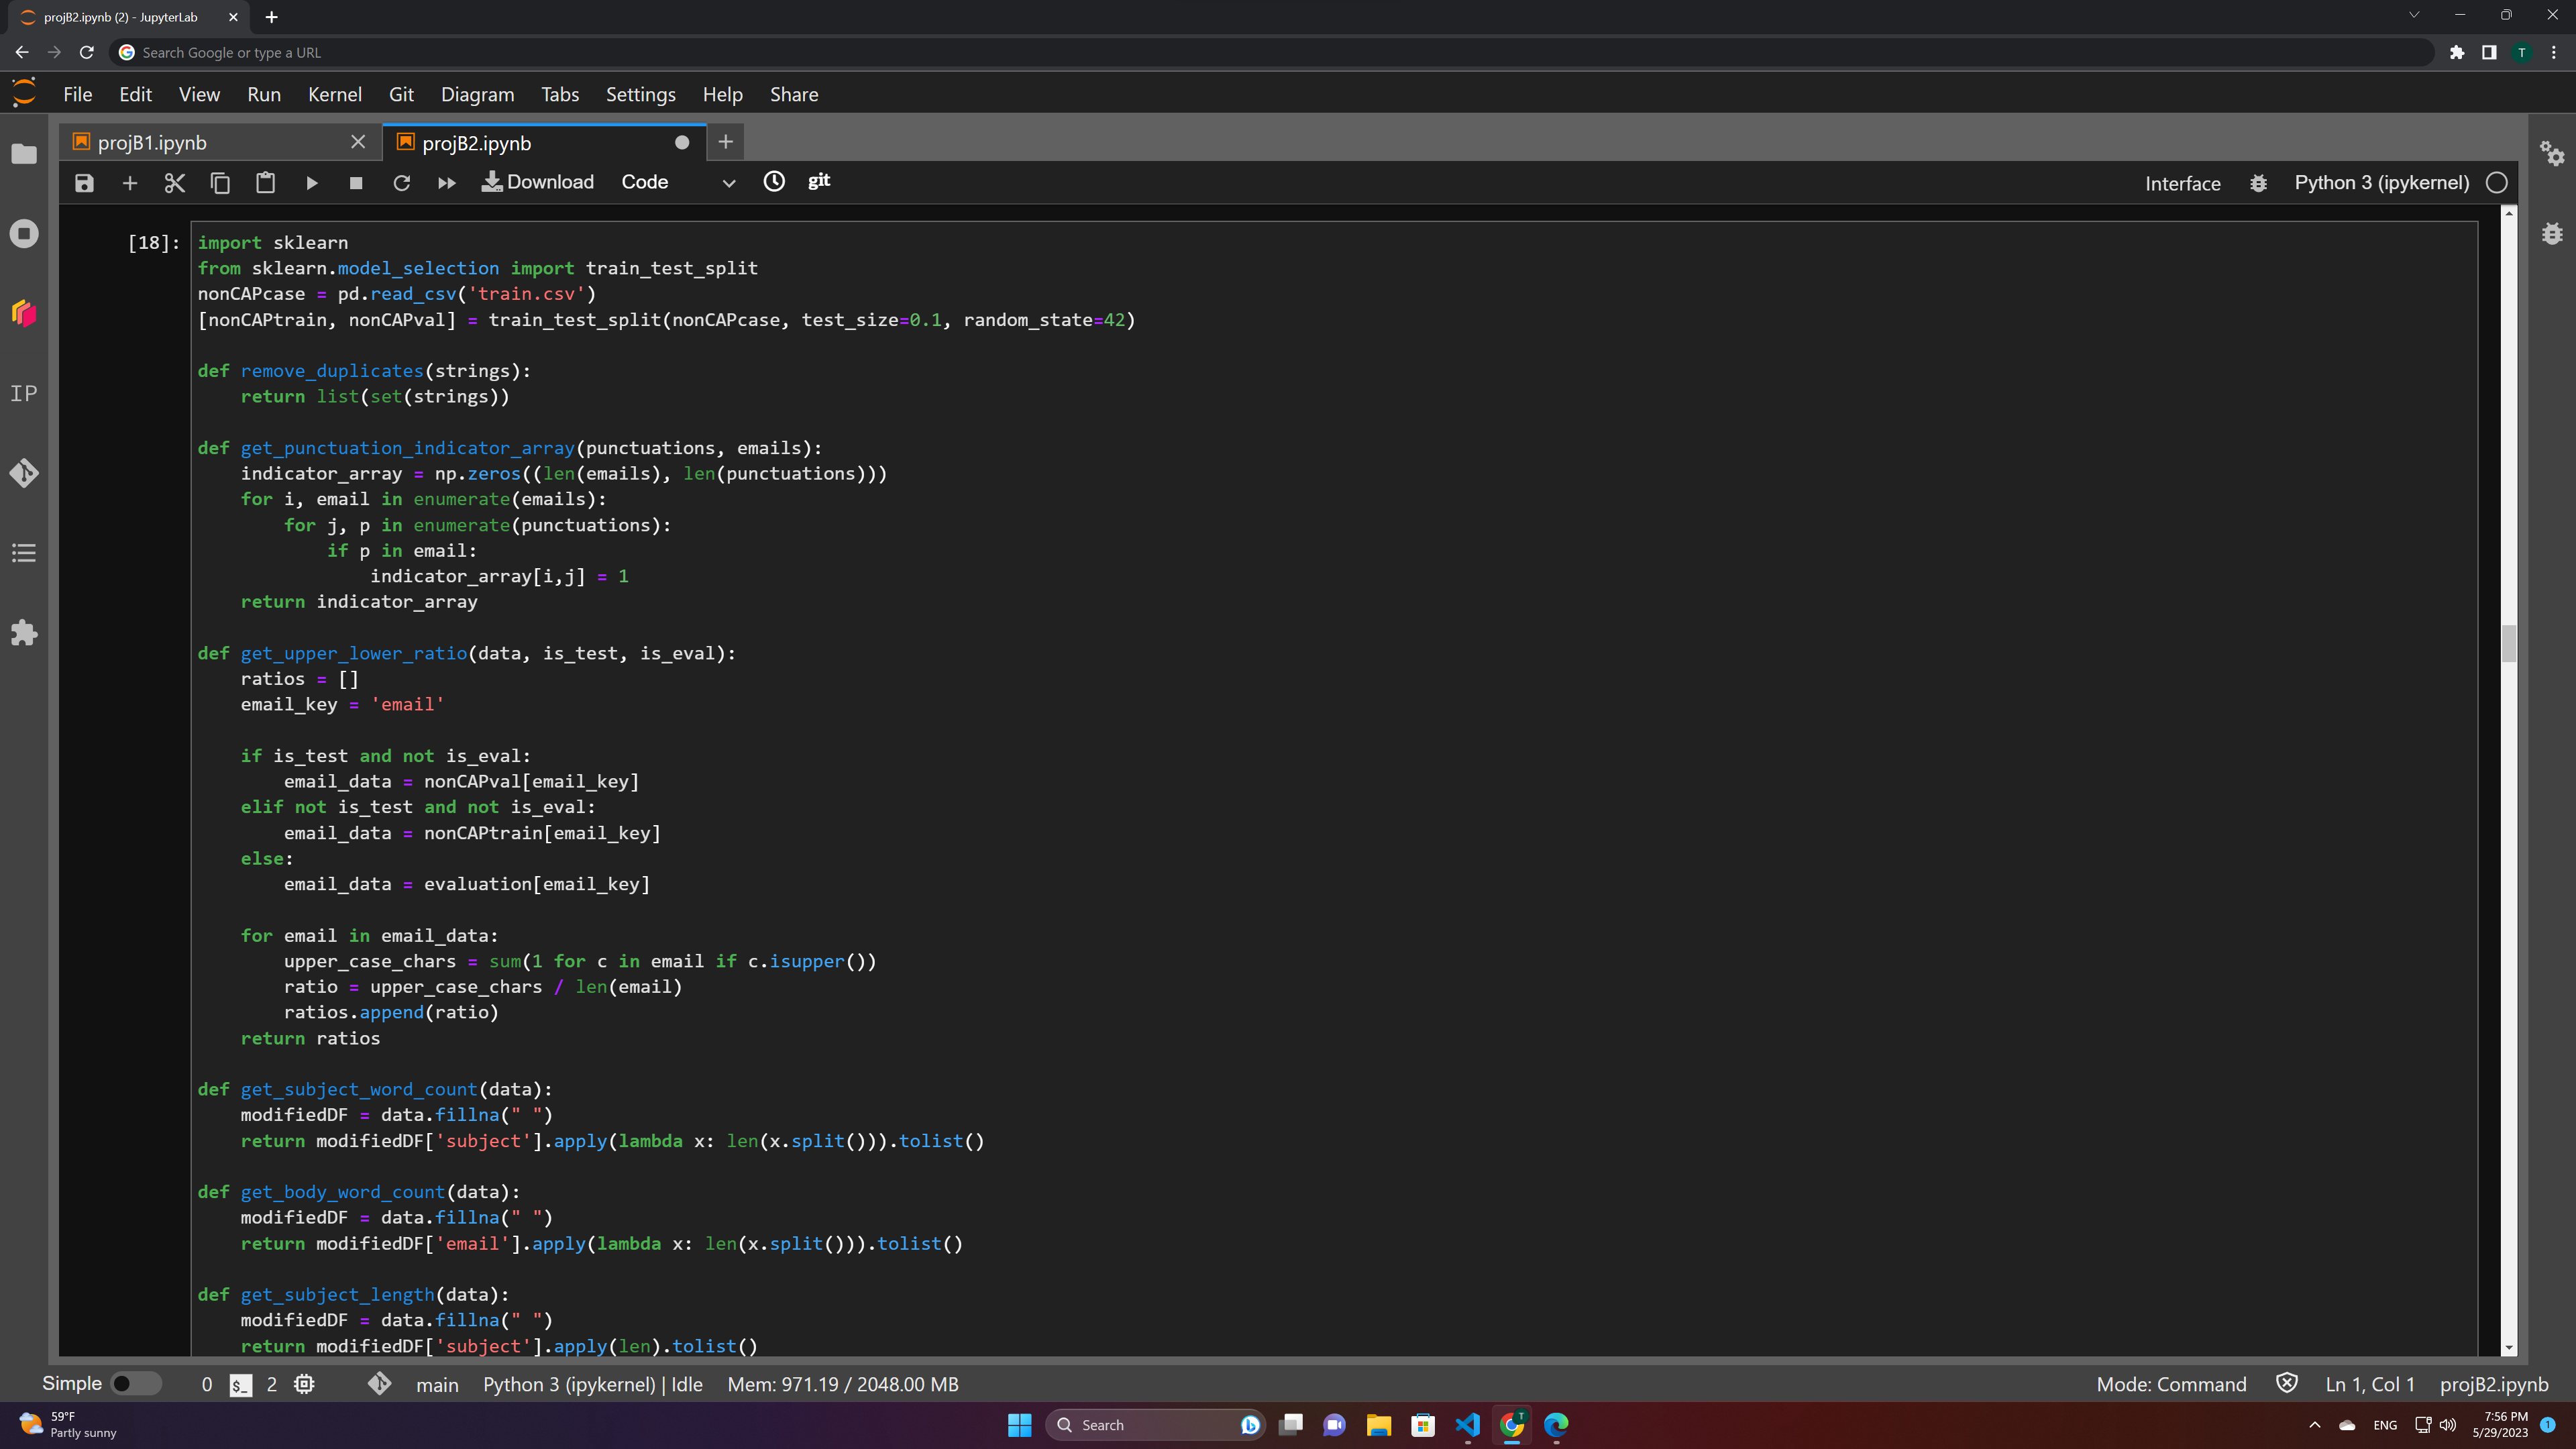 projB2.ipynb (2) - JupyterLab
Search Google or type a URL
T
File Edit View Run Kernel Git Diagram Tabs Settings Help Share
projB1.ipynb
projB2.ipynb
Download Code git Interface Python 3 (ipykernel)
IP
[18]:
import sklearn
from sklearn.model_selection import train_test_split
nonCAPcase = pd.read_csv('train.csv')
[nonCAPtrain, nonCAPval] = train_test_split(nonCAPcase, test_size=0.1, random_state=42)
def remove_duplicates(strings):
    return list(set(strings))
def get_punctuation_indicator_array(punctuations, emails):
    indicator_array = np.zeros((len(emails), len(punctuations)))
    for i, email in enumerate(emails):
        for j, p in enumerate(punctuations):
            if p in email:
                indicator_array[i,j] = 1
    return indicator_array
def get_upper_lower_ratio(data, is_test, is_eval):
    ratios = []
    email_key = 'email'
    if is_test and not is_eval:
        email_data = nonCAPval[email_key]
    elif not is_test and not is_eval:
        email_data = nonCAPtrain[email_key]
    else:
        email_data = evaluation[email_key]
    for email in email_data:
        upper_case_chars = sum(1 for c in email if c.isupper())
        ratio = upper_case_chars / len(email)
        ratios.append(ratio)
    return ratios
def get_subject_word_count(data):
    modifiedDF = data.fillna(" ")
    return modifiedDF['subject'].apply(lambda x: len(x.split())).tolist()
def get_body_word_count(data):
    modifiedDF = data.fillna(" ")
    return modifiedDF['email'].apply(lambda x: len(x.split())).tolist()
def get_subject_length(data):
    modifiedDF = data.fillna(" ")
    return modifiedDF['subject'].apply(len).tolist()
Simple 0 $_ 2 main Python 3 (ipykernel) | Idle Mem: 971.19 / 2048.00 MB Mode: Command Ln 1, Col 1 projB2.ipynb
59°F
Partly sunny
Search
T
ENG
7:56 PM
5/29/2023
1